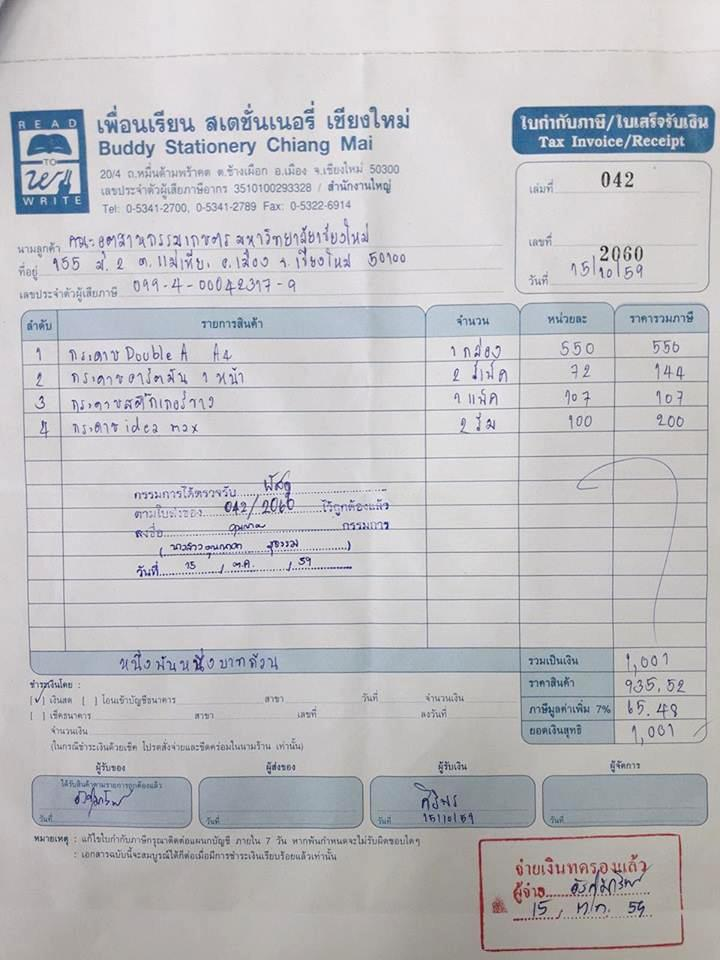 READ
TO
WRITE
เพื่อนเรียน สเตชั่นเนอรี่ เชียงใหม่
Buddy Stationery Chiang Mai
20/4 ถ.หมื่นด้ามพร้าคต ต.ช้างเผือก อ.เมือง จ.เชียงใหม่ 50300
เลขประจำตัวผู้เสียภาษีอากร 3510100293328 / สำนักงานใหญ่
Tel: 0-5341-2700, 0-5341-2789 Fax: 0-5322-6914
ใบกำกับภาษี/ใบเสร็จรับเงิน
Tax Invoice/Receipt
เล่มที่ 042
เลขที่ 2060
วันที่ 15/10/59
นามลูกค้า คณะอุตสาหกรรมเกษตร มหาวิทยาลัยเชียงใหม่
ที่อยู่ 155 ม.2 ต.แม่เหียะ อ.เมือง จ.เชียงใหม่ 50100
เลขประจำตัวผู้เสียภาษี 099-4-00042317-9
ลำดับ รายการสินค้า จำนวน หน่วยละ ราคารวมภาษี
1 กระดาษ Double A A4 1 กล่อง 550 550
2 กระดาษอาร์ตมัน 1 หน้า 2 แพ็ค 72 144
3 กระดาษสติ๊กเกอร์ 1 แพ็ค 107 107
4 กระดาษ idea max 2 รีม 100 200
กรรมการได้ตรวจรับ พัสดุ
ตามใบส่งของ 042/2060 ไว้ถูกต้องแล้ว
ลงชื่อ กรรมการ
วันที่ 15 / ต.ค. / 59
หนึ่งพันหนึ่งบาทถ้วน
รวมเป็นเงิน 1,001
ราคาสินค้า 935.52
ภาษีมูลค่าเพิ่ม 7% 65.48
ยอดเงินสุทธิ 1,001
ชำระเงินโดย :
[✓] เงินสด [ ] โอนเข้าบัญชีธนาคาร สาขา วันที่ จำนวนเงิน
[ ] เช็คธนาคาร สาขา เลขที่ ลงวันที่
จำนวนเงิน
(ในกรณีชำระเงินด้วยเช็ค โปรดสั่งจ่ายและขีดคร่อมในนามร้าน เท่านั้น)
ผู้รับของ ผู้ส่งของ ผู้รับเงิน ผู้จัดการ
ได้รับสินค้าตามรายการถูกต้องแล้ว
ศิริพร
วันที่ วันที่ วันที่ 15/10/59 วันที่
หมายเหตุ : แก้ไขใบกำกับภาษีกรุณาติดต่อแผนกบัญชี ภายใน 7 วัน หากพ้นกำหนดจะไม่รับผิดชอบใดๆ
: เอกสารฉบับนี้จะสมบูรณ์ได้ก็ต่อเมื่อมีการชำระเงินเรียบร้อยแล้วเท่านั้น
จ่ายเงินทดรองแล้ว
ผู้จ่าย
15 / ต.ค. / 59